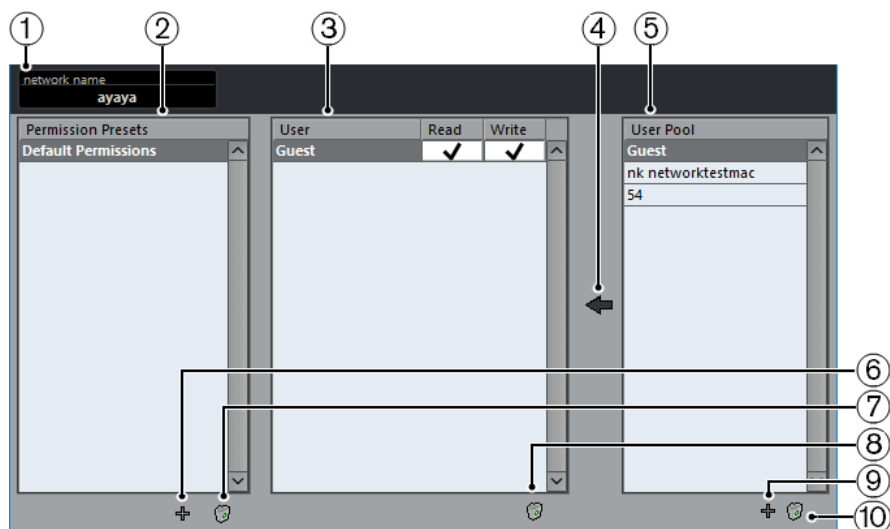 1 2 3 4 5
network name
ayaya
Permission Presets User Read Write User Pool
Default Permissions Guest Guest
nk networktestmac
54
6
7
8
9
10